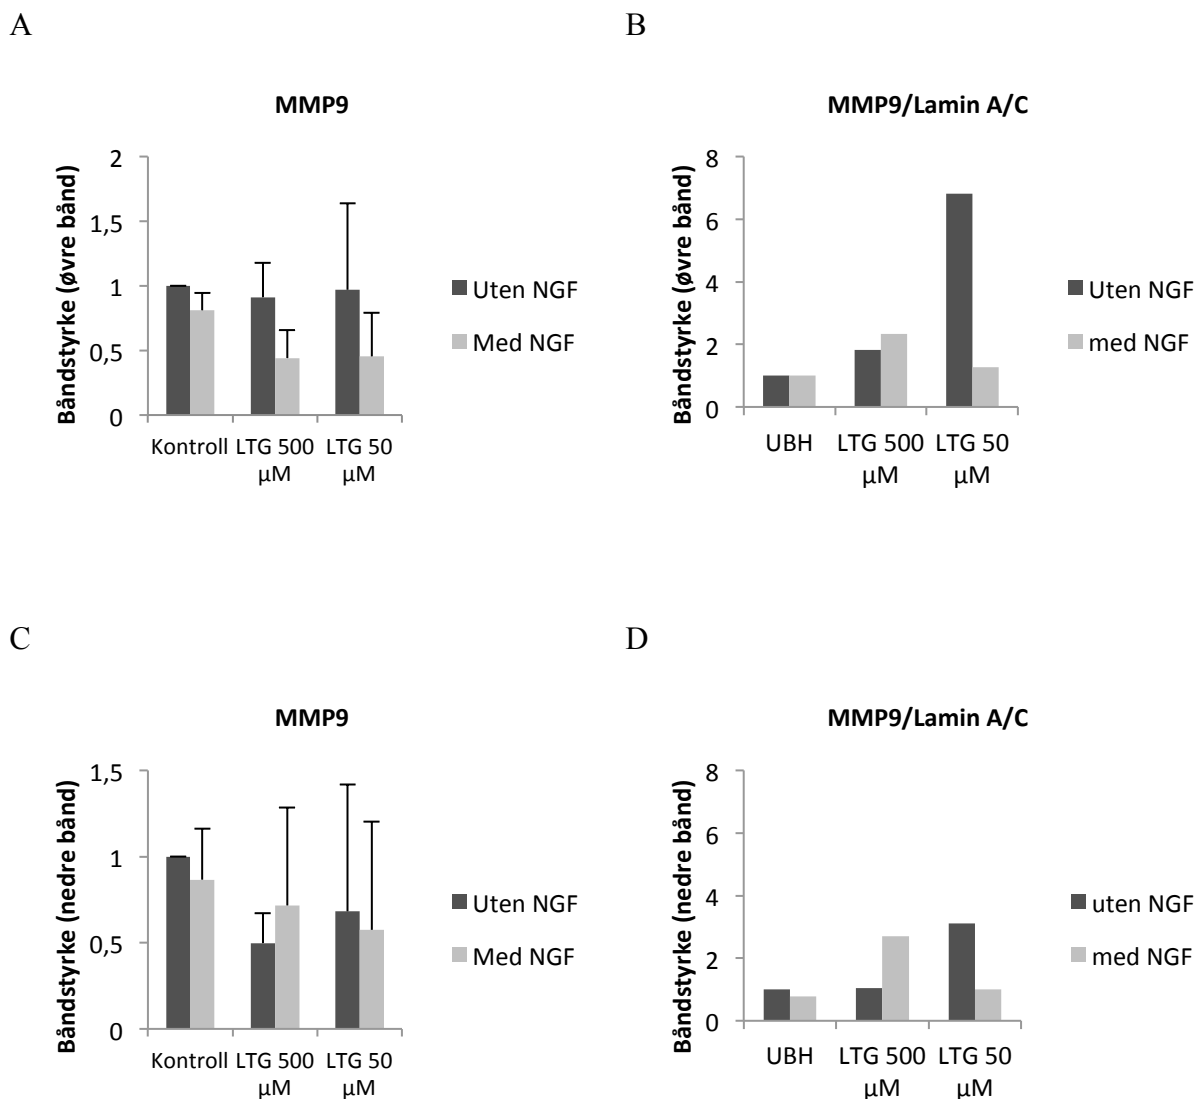 A
MMP9
Båndstyrke (øvre bånd)
2
1,5
1
0,5
0
Kontroll
LTG 500
µM
LTG 50
µM
Uten NGF
Med NGF
B
MMP9/Lamin A/C
Båndstyrke (øvre bånd)
8
6
4
2
0
UBH
LTG 500
µM
LTG 50
µM
Uten NGF
med NGF
C
MMP9
Båndstyrke (nedre bånd)
1,5
1
0,5
0
Kontroll
LTG 500
µM
LTG 50
µM
Uten NGF
Med NGF
D
MMP9/Lamin A/C
Båndstyrke (nedre bånd)
8
6
4
2
0
UBH
LTG 500
µM
LTG 50
µM
uten NGF
med NGF